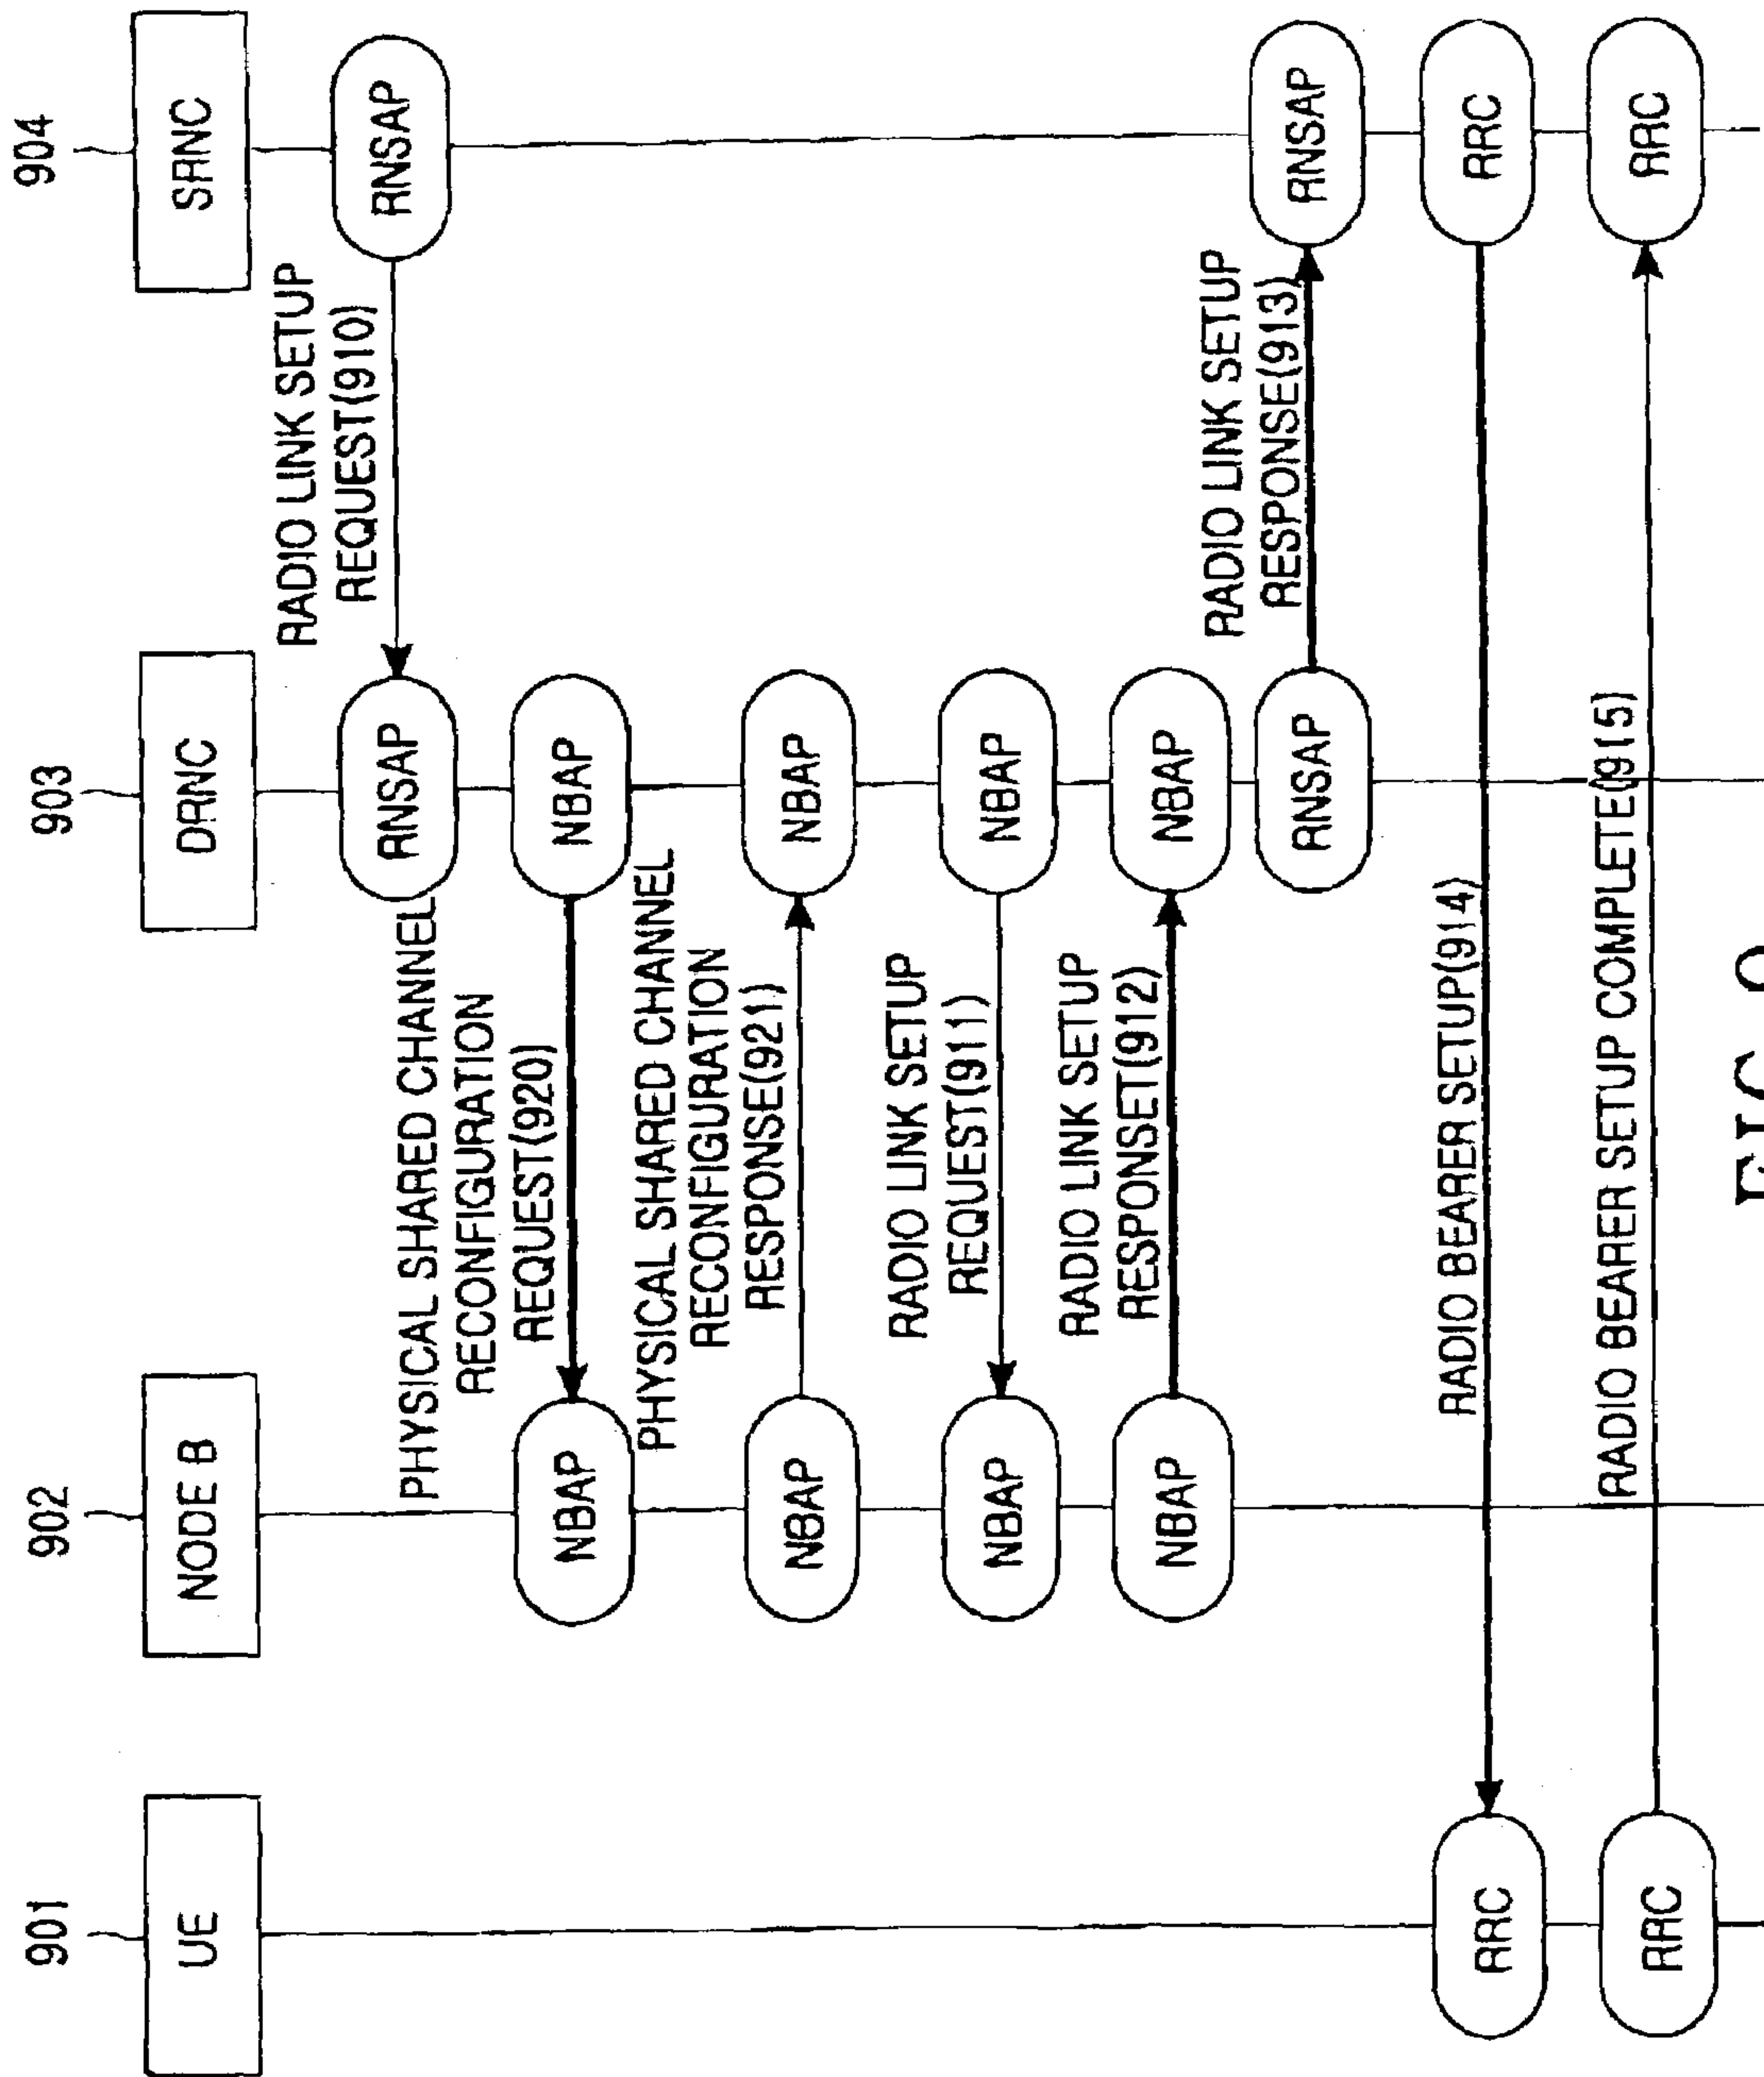 901
902
903
904
UE
NODE B
DRNC
SRNC
RNSAP
RADIO LINK SETUP
REQUEST(910)
RNSAP
PHYSICAL SHARED CHANNEL
RECONFIGURATION
REQUEST(920)
NBAP
NBAP
PHYSICAL SHARED CHANNEL
RECONFIGURATION
RESPONSE(921)
NBAP
NBAP
RADIO LINK SETUP
REQUEST(911)
NBAP
NBAP
RADIO LINK SETUP
RESPONSET(912)
NBAP
NBAP
RADIO LINK SETUP
RESPONSE(913)
RNSAP
RNSAP
RADIO BEARER SETUP(914)
RRC
RRC
RADIO BEARER SETUP COMPLETE(915)
RRC
RRC